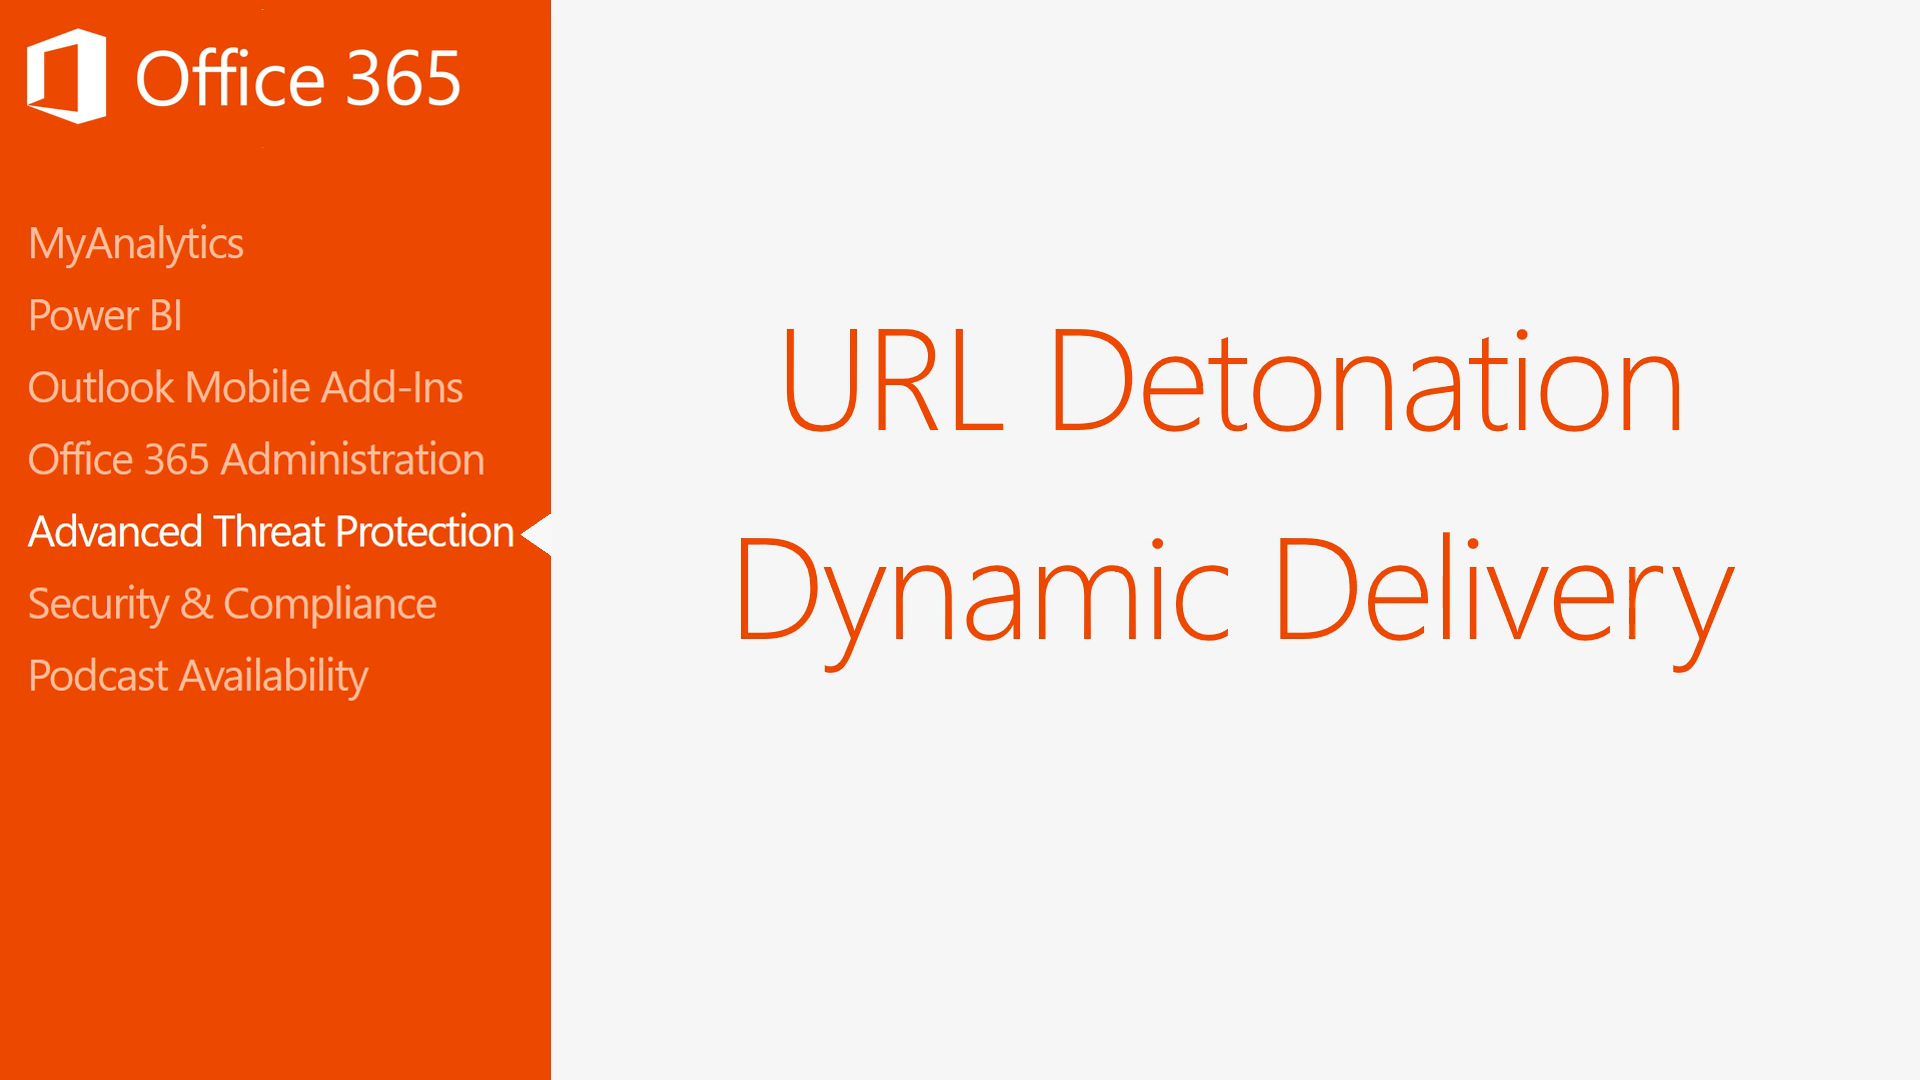 Office 365
MyAnalytics
Power BI
Outlook Mobile Add-Ins
Office 365 Administration
Advanced Threat Protection
Security & Compliance
Podcast Availability
URL Detonation
Dynamic Delivery